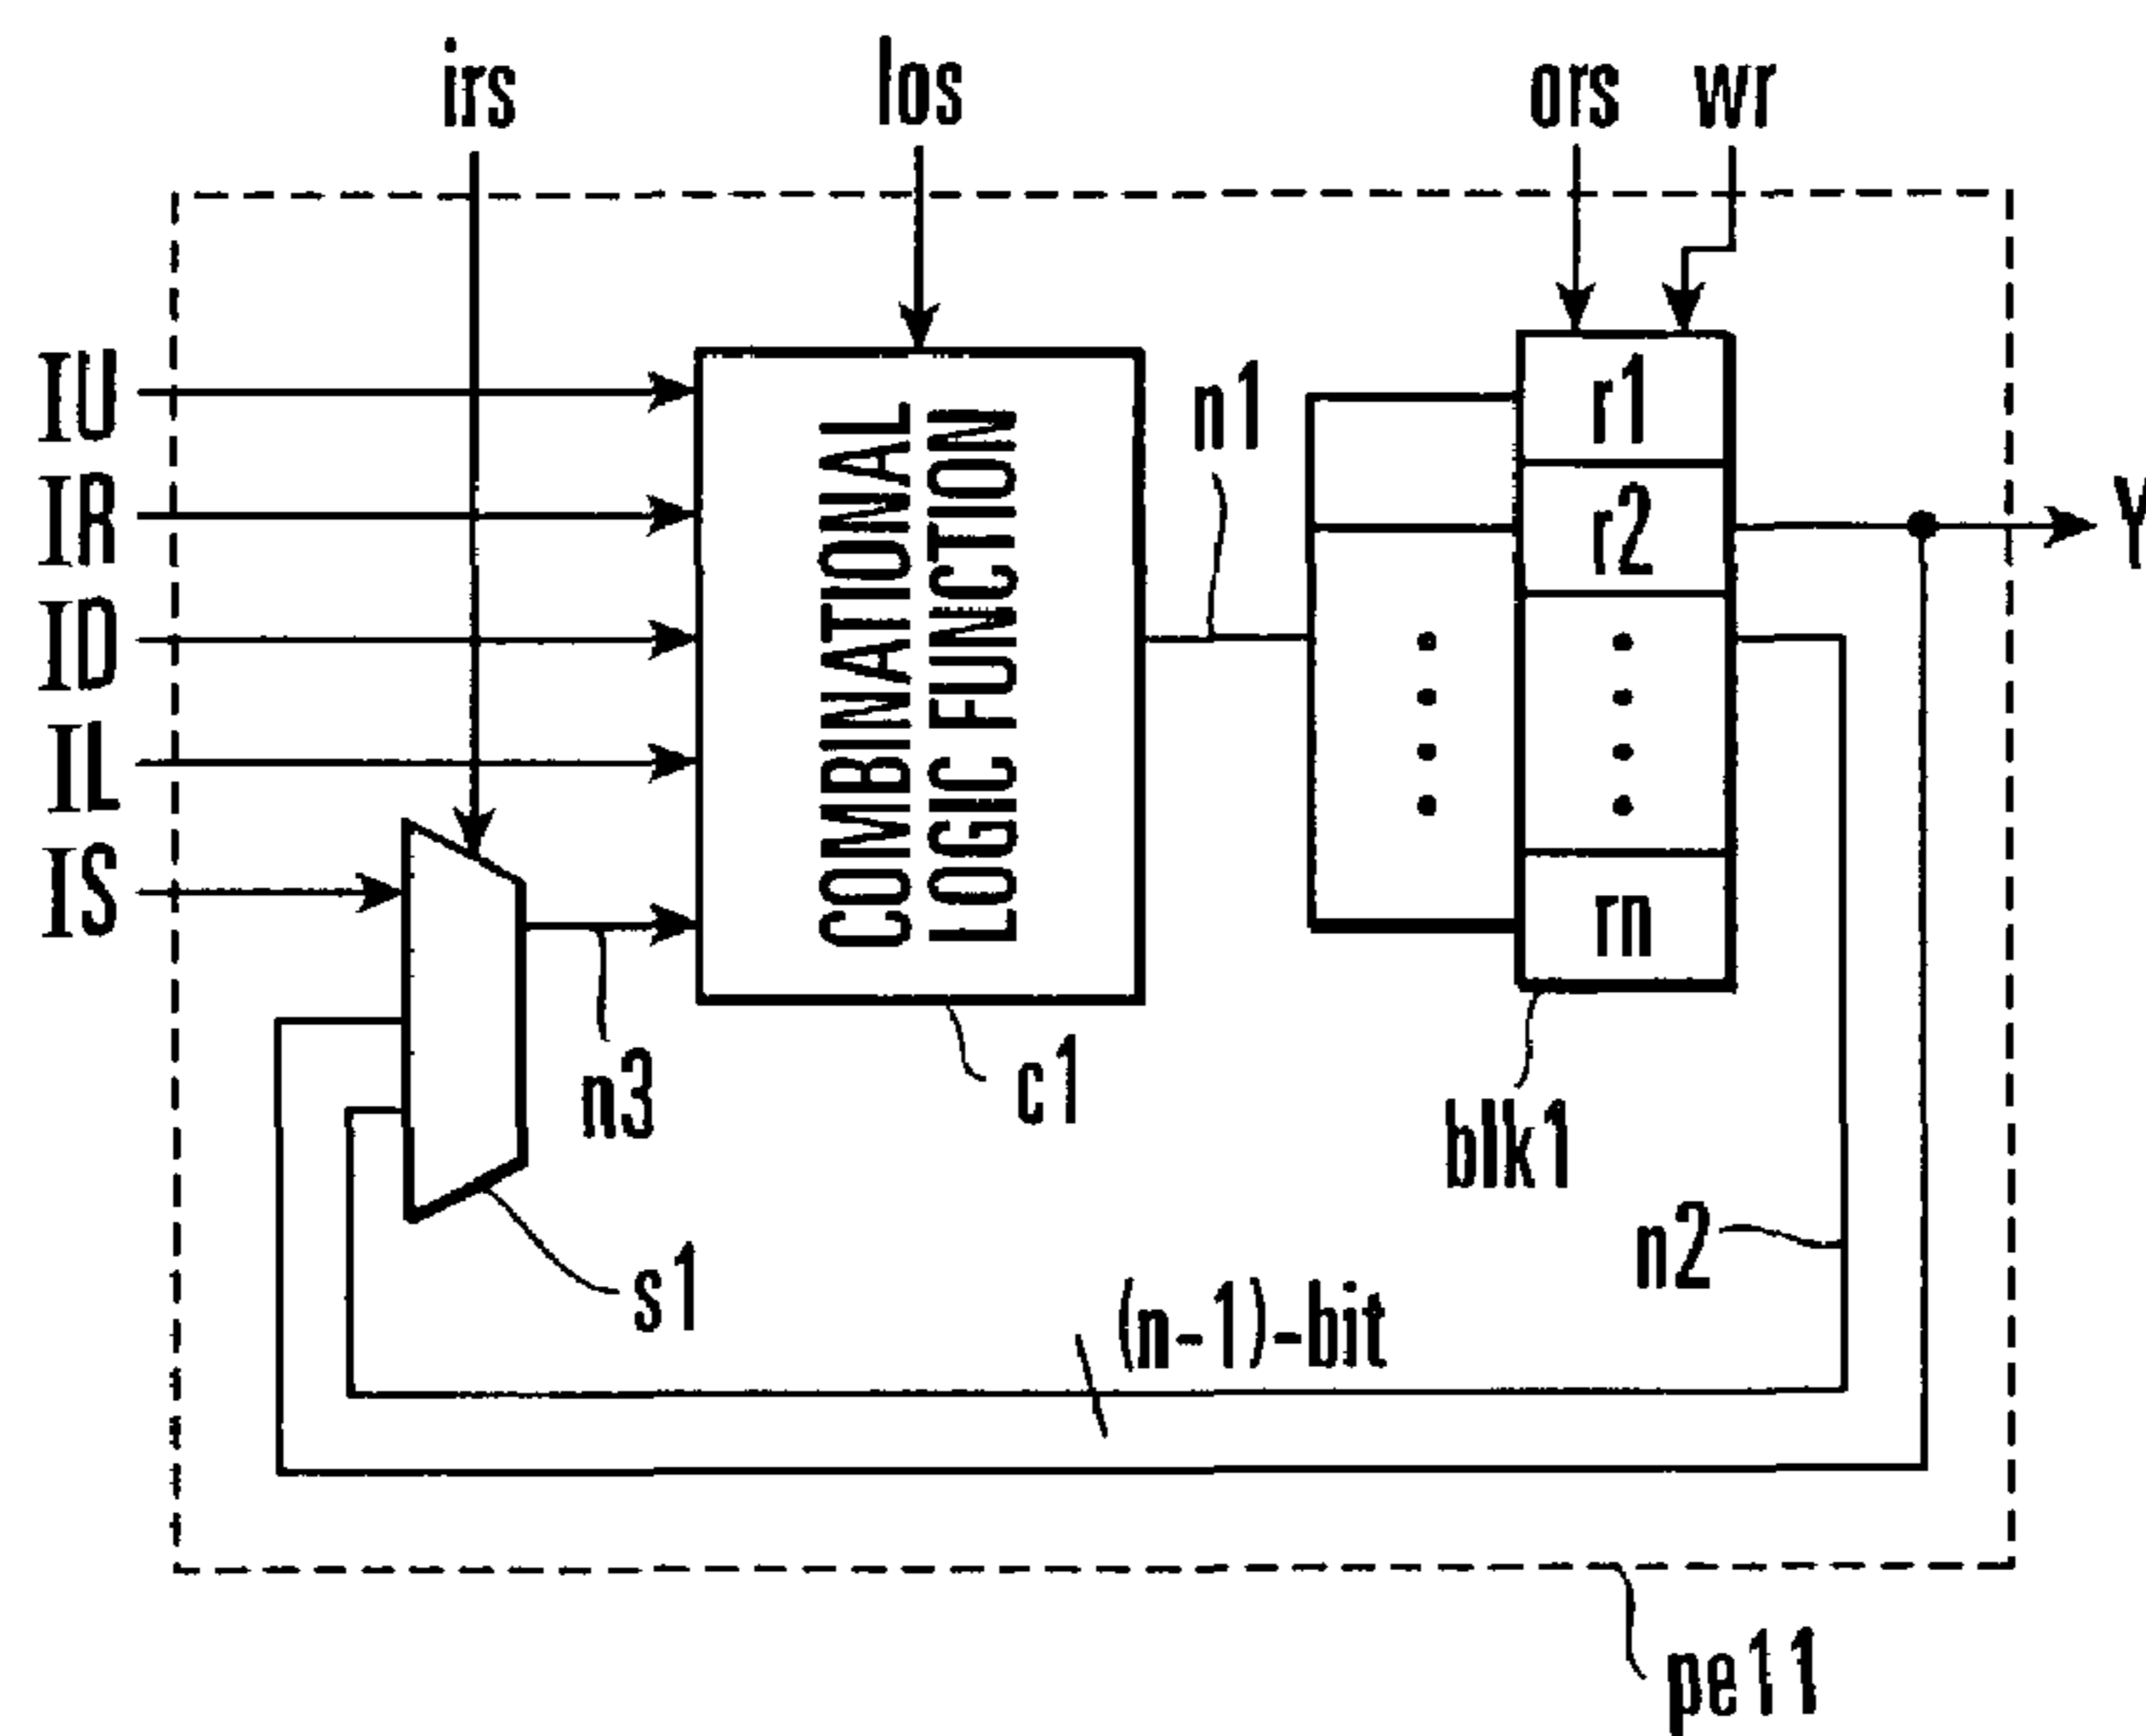 irs
los
ors
wr
IU
IR
ID
IL
IS
COMBINATIONAL
LOGIC FUNCTION
n1
r1
r2
rn
Y
n3
c1
blk1
s1
n2
(n-1)-bit
pe11